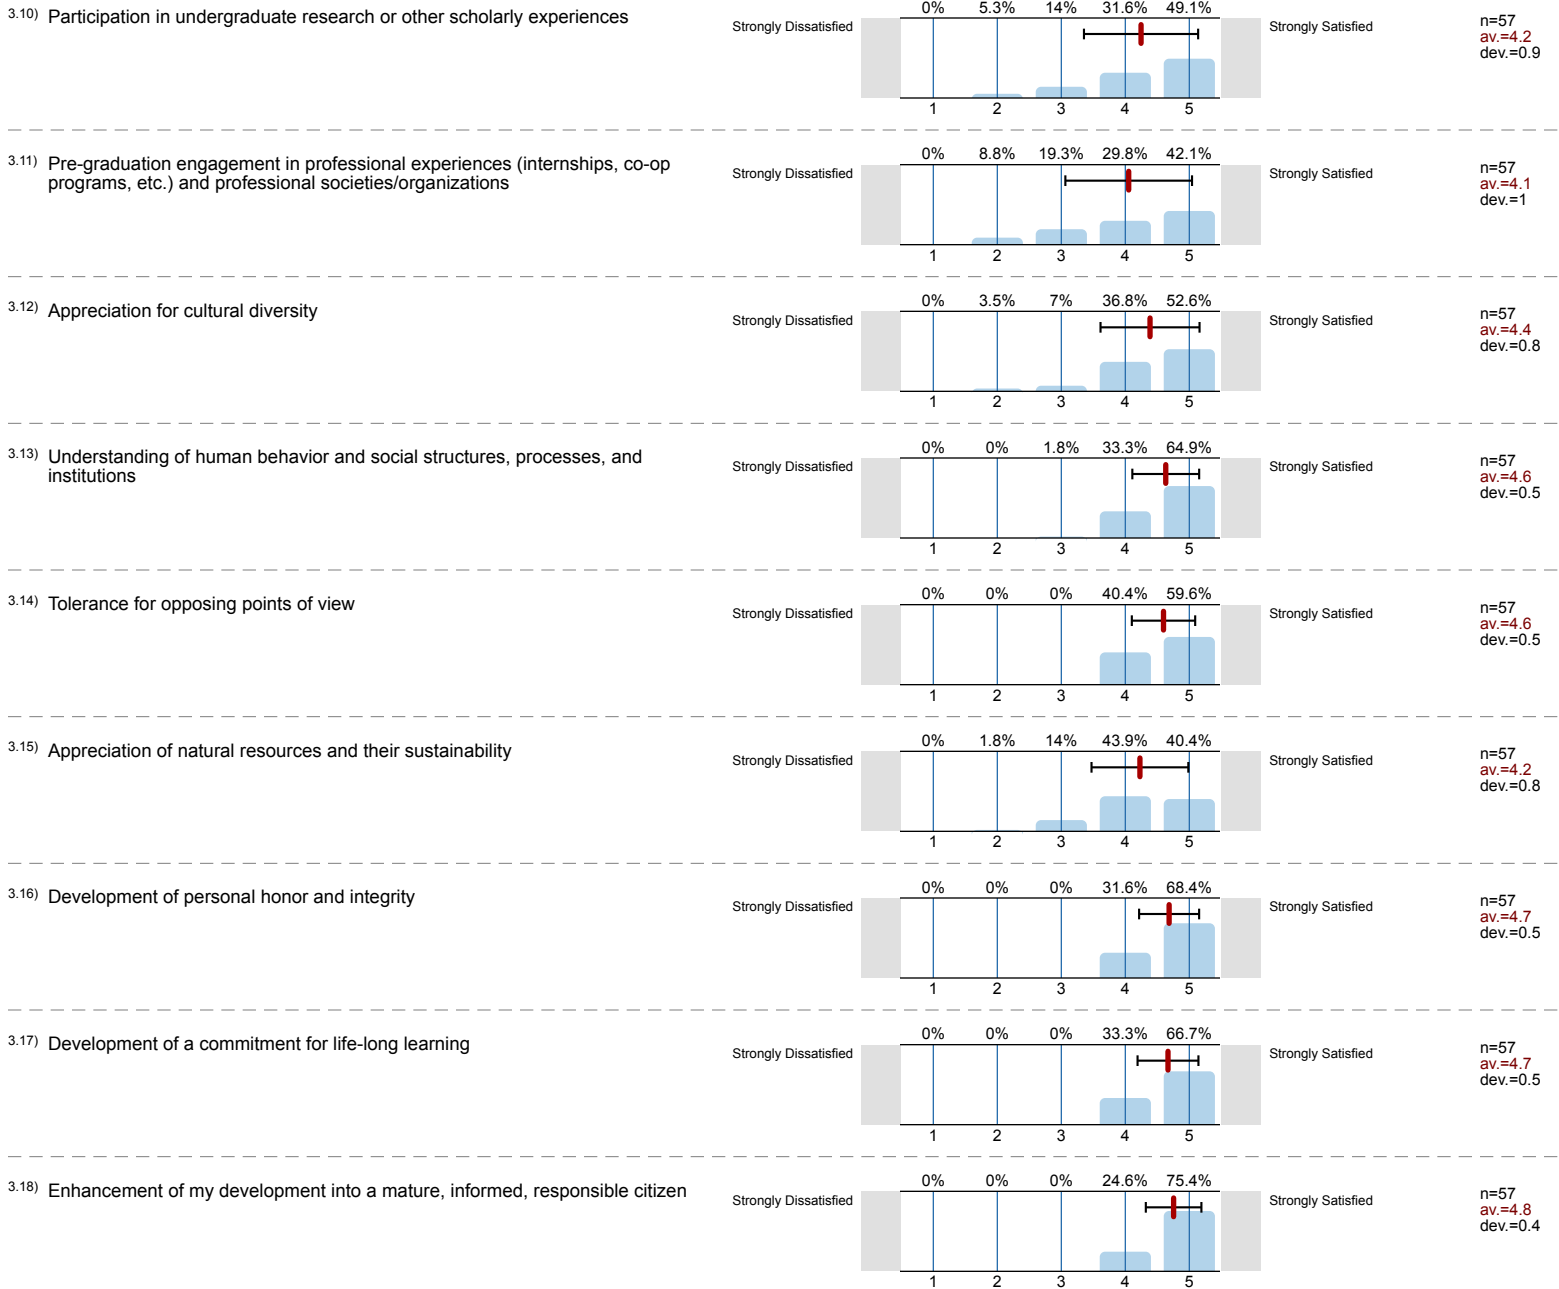 3.10) Participation in undergraduate research or other scholarly experiences
Strongly Dissatisfied
0% 5.3% 14% 31.6% 49.1%
1 2 3 4 5
Strongly Satisfied
n=57
av.=4.2
dev.=0.9
3.11) Pre-graduation engagement in professional experiences (internships, co-op
programs, etc.) and professional societies/organizations
Strongly Dissatisfied
0% 8.8% 19.3% 29.8% 42.1%
1 2 3 4 5
Strongly Satisfied
n=57
av.=4.1
dev.=1
3.12) Appreciation for cultural diversity
Strongly Dissatisfied
0% 3.5% 7% 36.8% 52.6%
1 2 3 4 5
Strongly Satisfied
n=57
av.=4.4
dev.=0.8
3.13) Understanding of human behavior and social structures, processes, and
institutions
Strongly Dissatisfied
0% 0% 1.8% 33.3% 64.9%
1 2 3 4 5
Strongly Satisfied
n=57
av.=4.6
dev.=0.5
3.14) Tolerance for opposing points of view
Strongly Dissatisfied
0% 0% 0% 40.4% 59.6%
1 2 3 4 5
Strongly Satisfied
n=57
av.=4.6
dev.=0.5
3.15) Appreciation of natural resources and their sustainability
Strongly Dissatisfied
0% 1.8% 14% 43.9% 40.4%
1 2 3 4 5
Strongly Satisfied
n=57
av.=4.2
dev.=0.8
3.16) Development of personal honor and integrity
Strongly Dissatisfied
0% 0% 0% 31.6% 68.4%
1 2 3 4 5
Strongly Satisfied
n=57
av.=4.7
dev.=0.5
3.17) Development of a commitment for life-long learning
Strongly Dissatisfied
0% 0% 0% 33.3% 66.7%
1 2 3 4 5
Strongly Satisfied
n=57
av.=4.7
dev.=0.5
3.18) Enhancement of my development into a mature, informed, responsible citizen
Strongly Dissatisfied
0% 0% 0% 24.6% 75.4%
1 2 3 4 5
Strongly Satisfied
n=57
av.=4.8
dev.=0.4